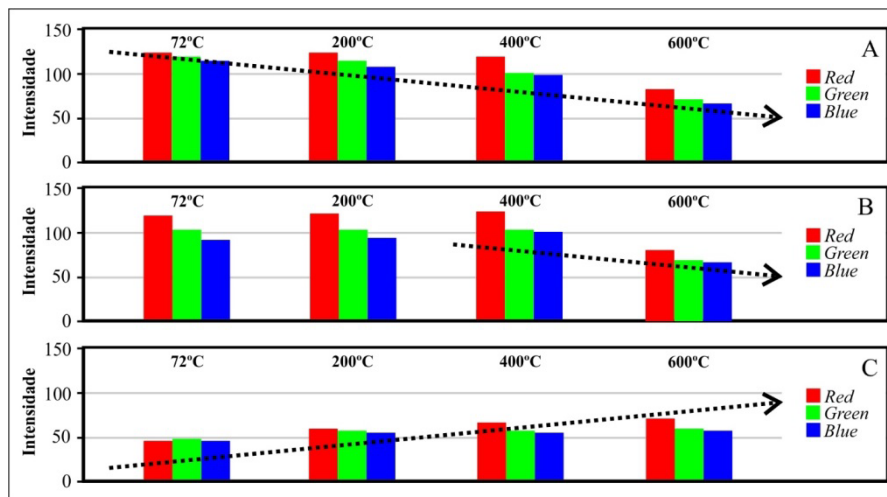 A
150
100
50
0
Intensidade
72ºC 200ºC 400ºC 600ºC
Red
Green
Blue
B
150
100
50
0
Intensidade
72ºC 200ºC 400ºC 600ºC
Red
Green
Blue
C
150
100
50
0
Intensidade
72ºC 200ºC 400ºC 600ºC
Red
Green
Blue